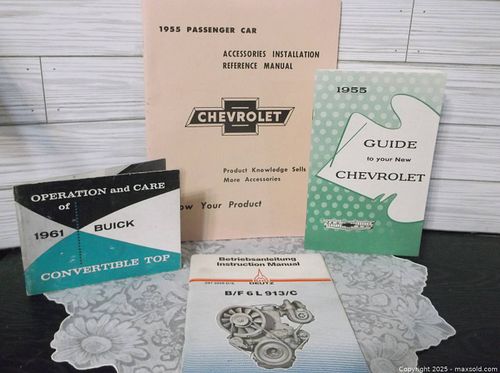 1955 PASSENGER CAR
ACCESSORIES INSTALLATION
REFERENCE MANUAL
CHEVROLET
Product Knowledge Sells
More Accessories
ow Your Product
1955
GUIDE
to your New
CHEVROLET
OPERATION and CARE
of
1961 BUICK
CONVERTIBLE TOP
Betriebsanleitung
Instruction Manual
DEUTZ
B/F 6 L 913/C
Copyright 2025 - maxsold.com